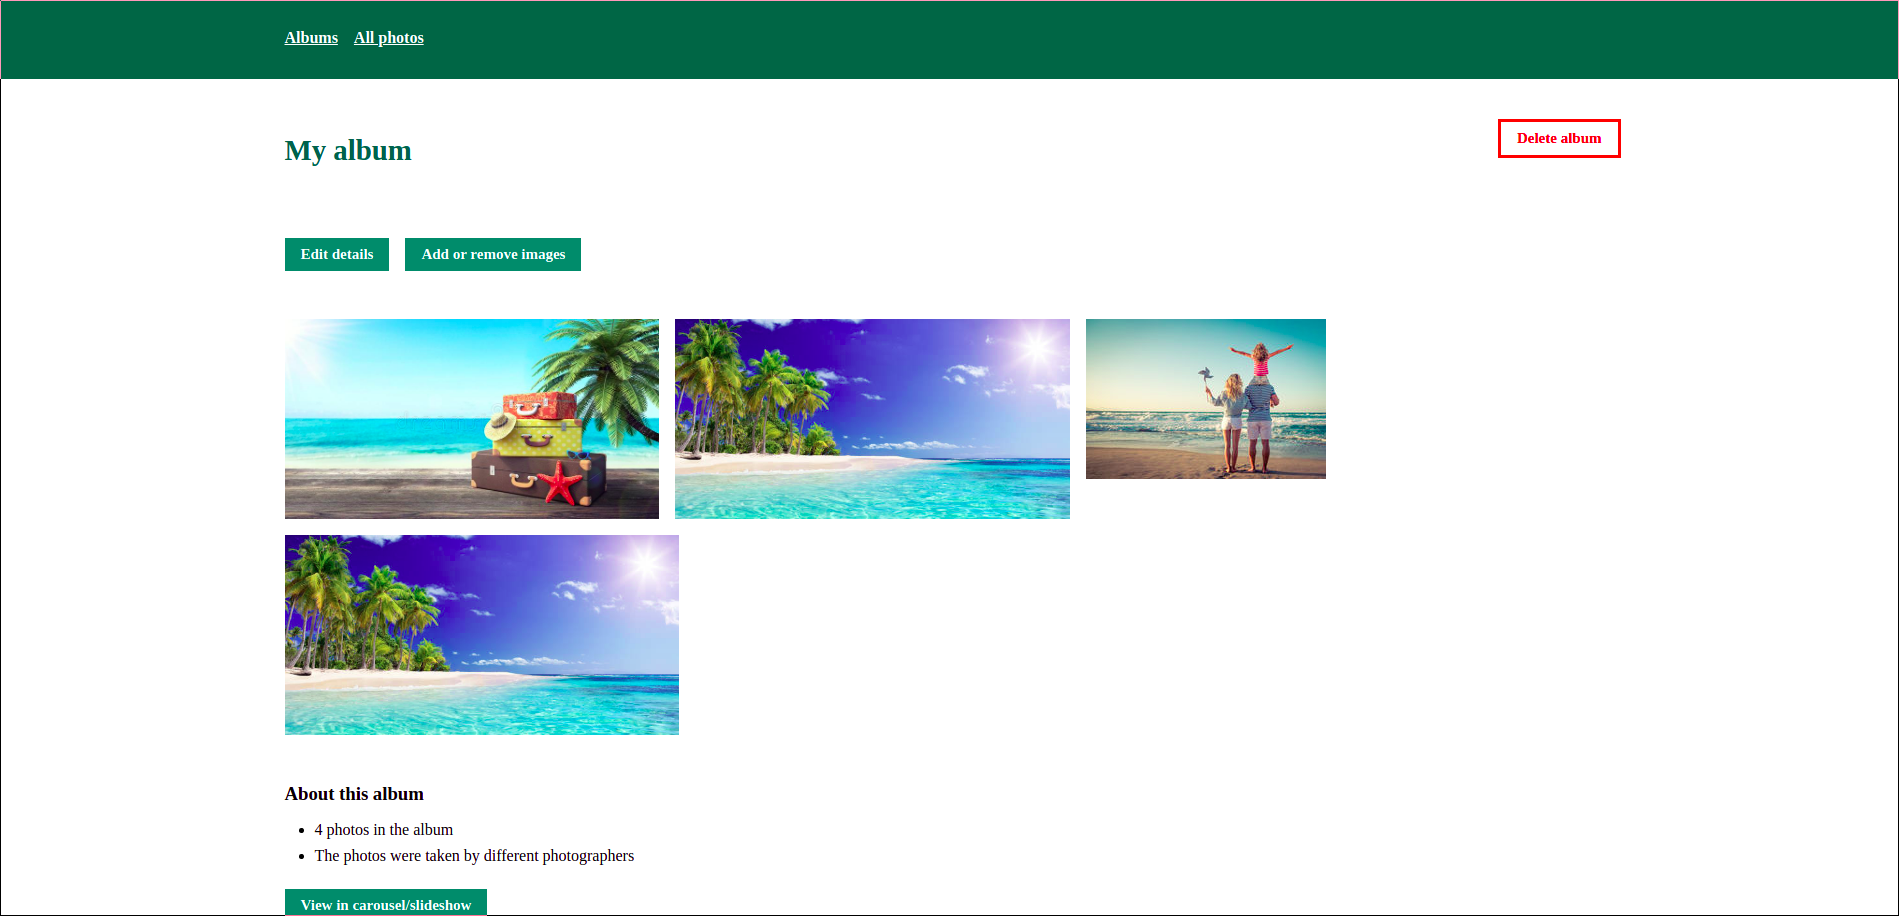 Albums All photos
My album
Delete album
Edit details Add or remove images
About this album
• 4 photos in the album
• The photos were taken by different photographers
View in carousel/slideshow